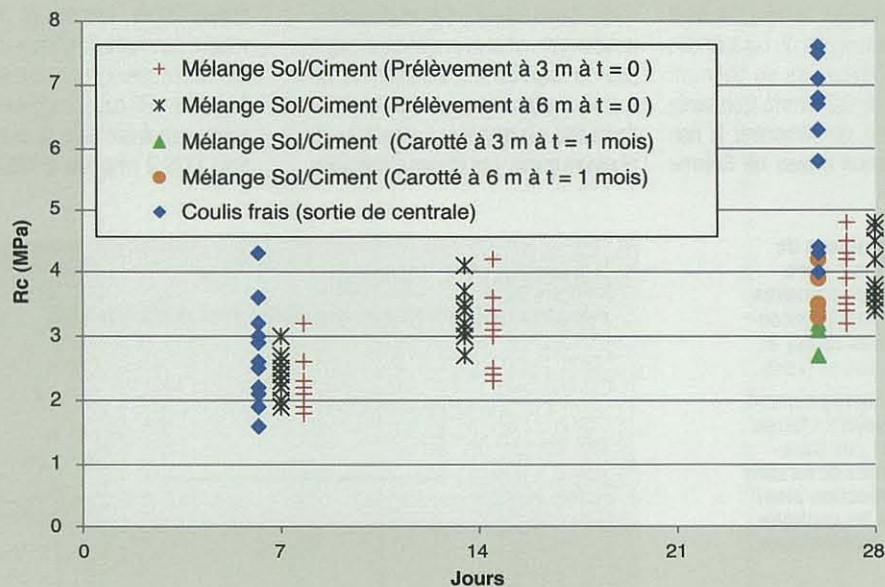 8
7
6
5
4
3
2
1
0
Rc (MPa)
Mélange Sol/Ciment (Prélèvement à 3 m à t = 0 )
Mélange Sol/Ciment (Prélèvement à 6 m à t = 0 )
Mélange Sol/Ciment (Carotté à 3 m à t = 1 mois)
Mélange Sol/Ciment (Carotté à 6 m à t = 1 mois)
Coulis frais (sortie de centrale)
0 7 14 21 28
Jours